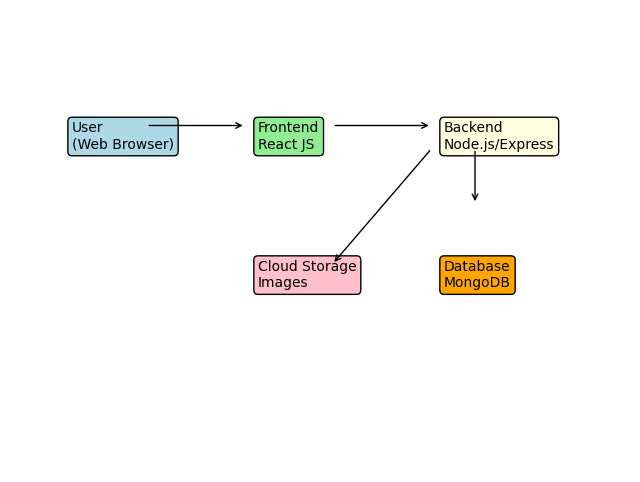 User
(Web Browser)
Frontend
React JS
Backend
Node.js/Express
Cloud Storage
Images
Database
MongoDB